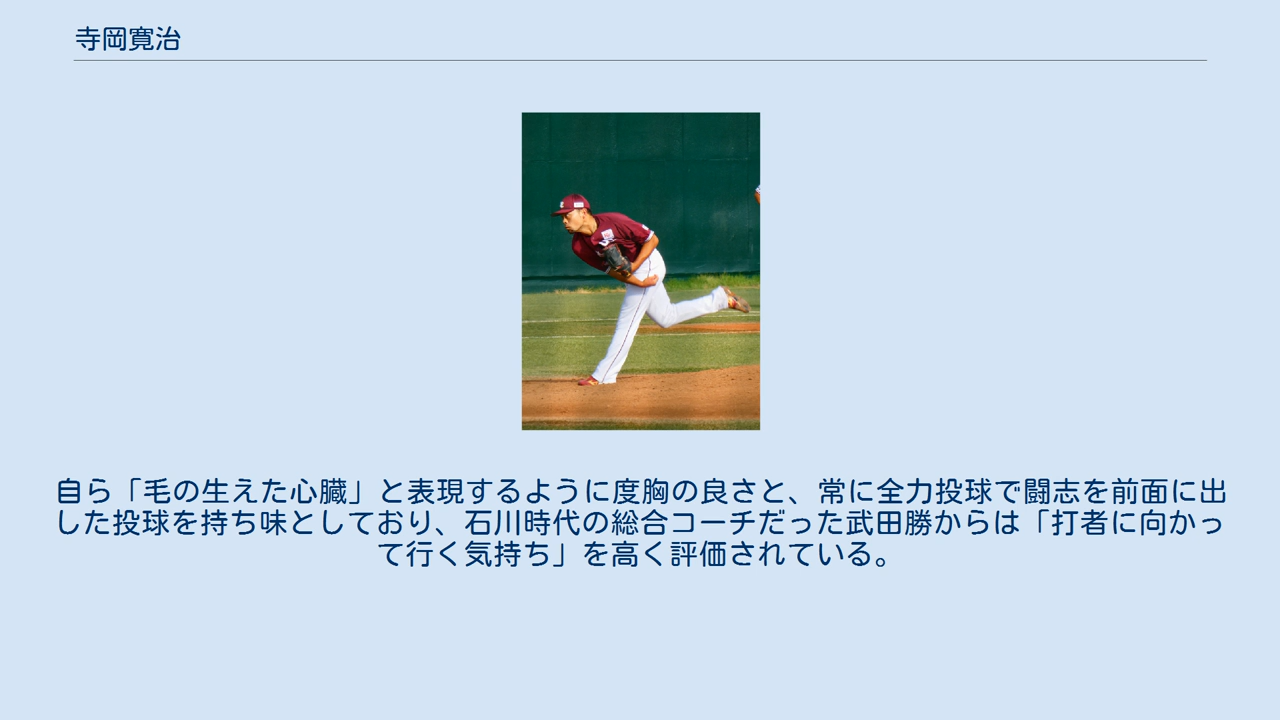 寺岡寛治
自ら「毛の生えた心臓」と表現するように度胸の良さと、常に全力投球で闘志を前面に出
した投球を持ち味としており、石川時代の総合コーチだった武田勝からは「打者に向かっ
て行く気持ち」を高く評価されている。